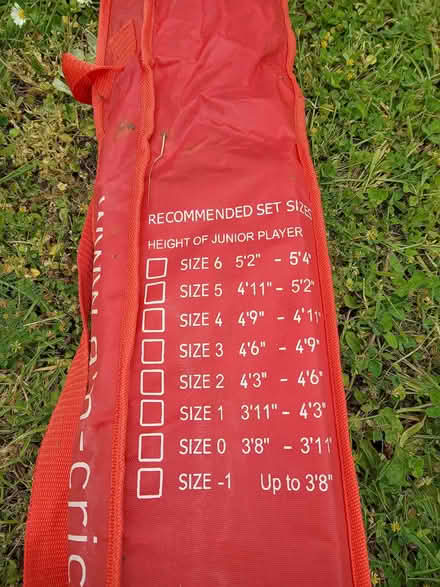 RECOMMENDED SET SIZES
HEIGHT OF JUNIOR PLAYER
SIZE 6 5'2" - 5'4"
SIZE 5 4'11" - 5'2"
SIZE 4 4'9" - 4'11"
SIZE 3 4'6" - 4'9"
SIZE 2 4'3" - 4'6"
SIZE 1 3'11" - 4'3"
SIZE 0 3'8" - 3'11"
SIZE -1 Up to 3'8"